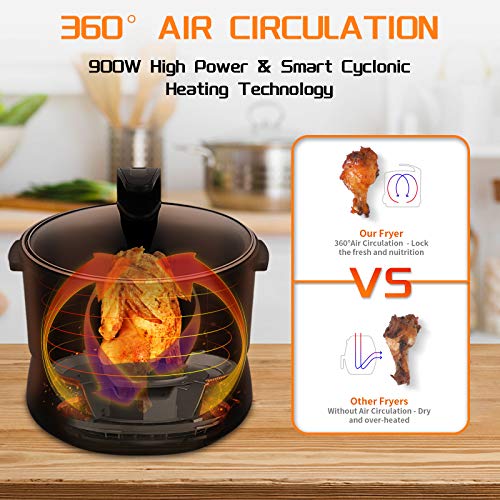 360° AIR CIRCULATION
900W High Power & Smart Cyclonic
Heating Technology
Our Fryer
360°Air Circulation - Lock
the fresh and nuitrition
VS
Other Fryers
Without Air Circulation - Dry
and over-heated